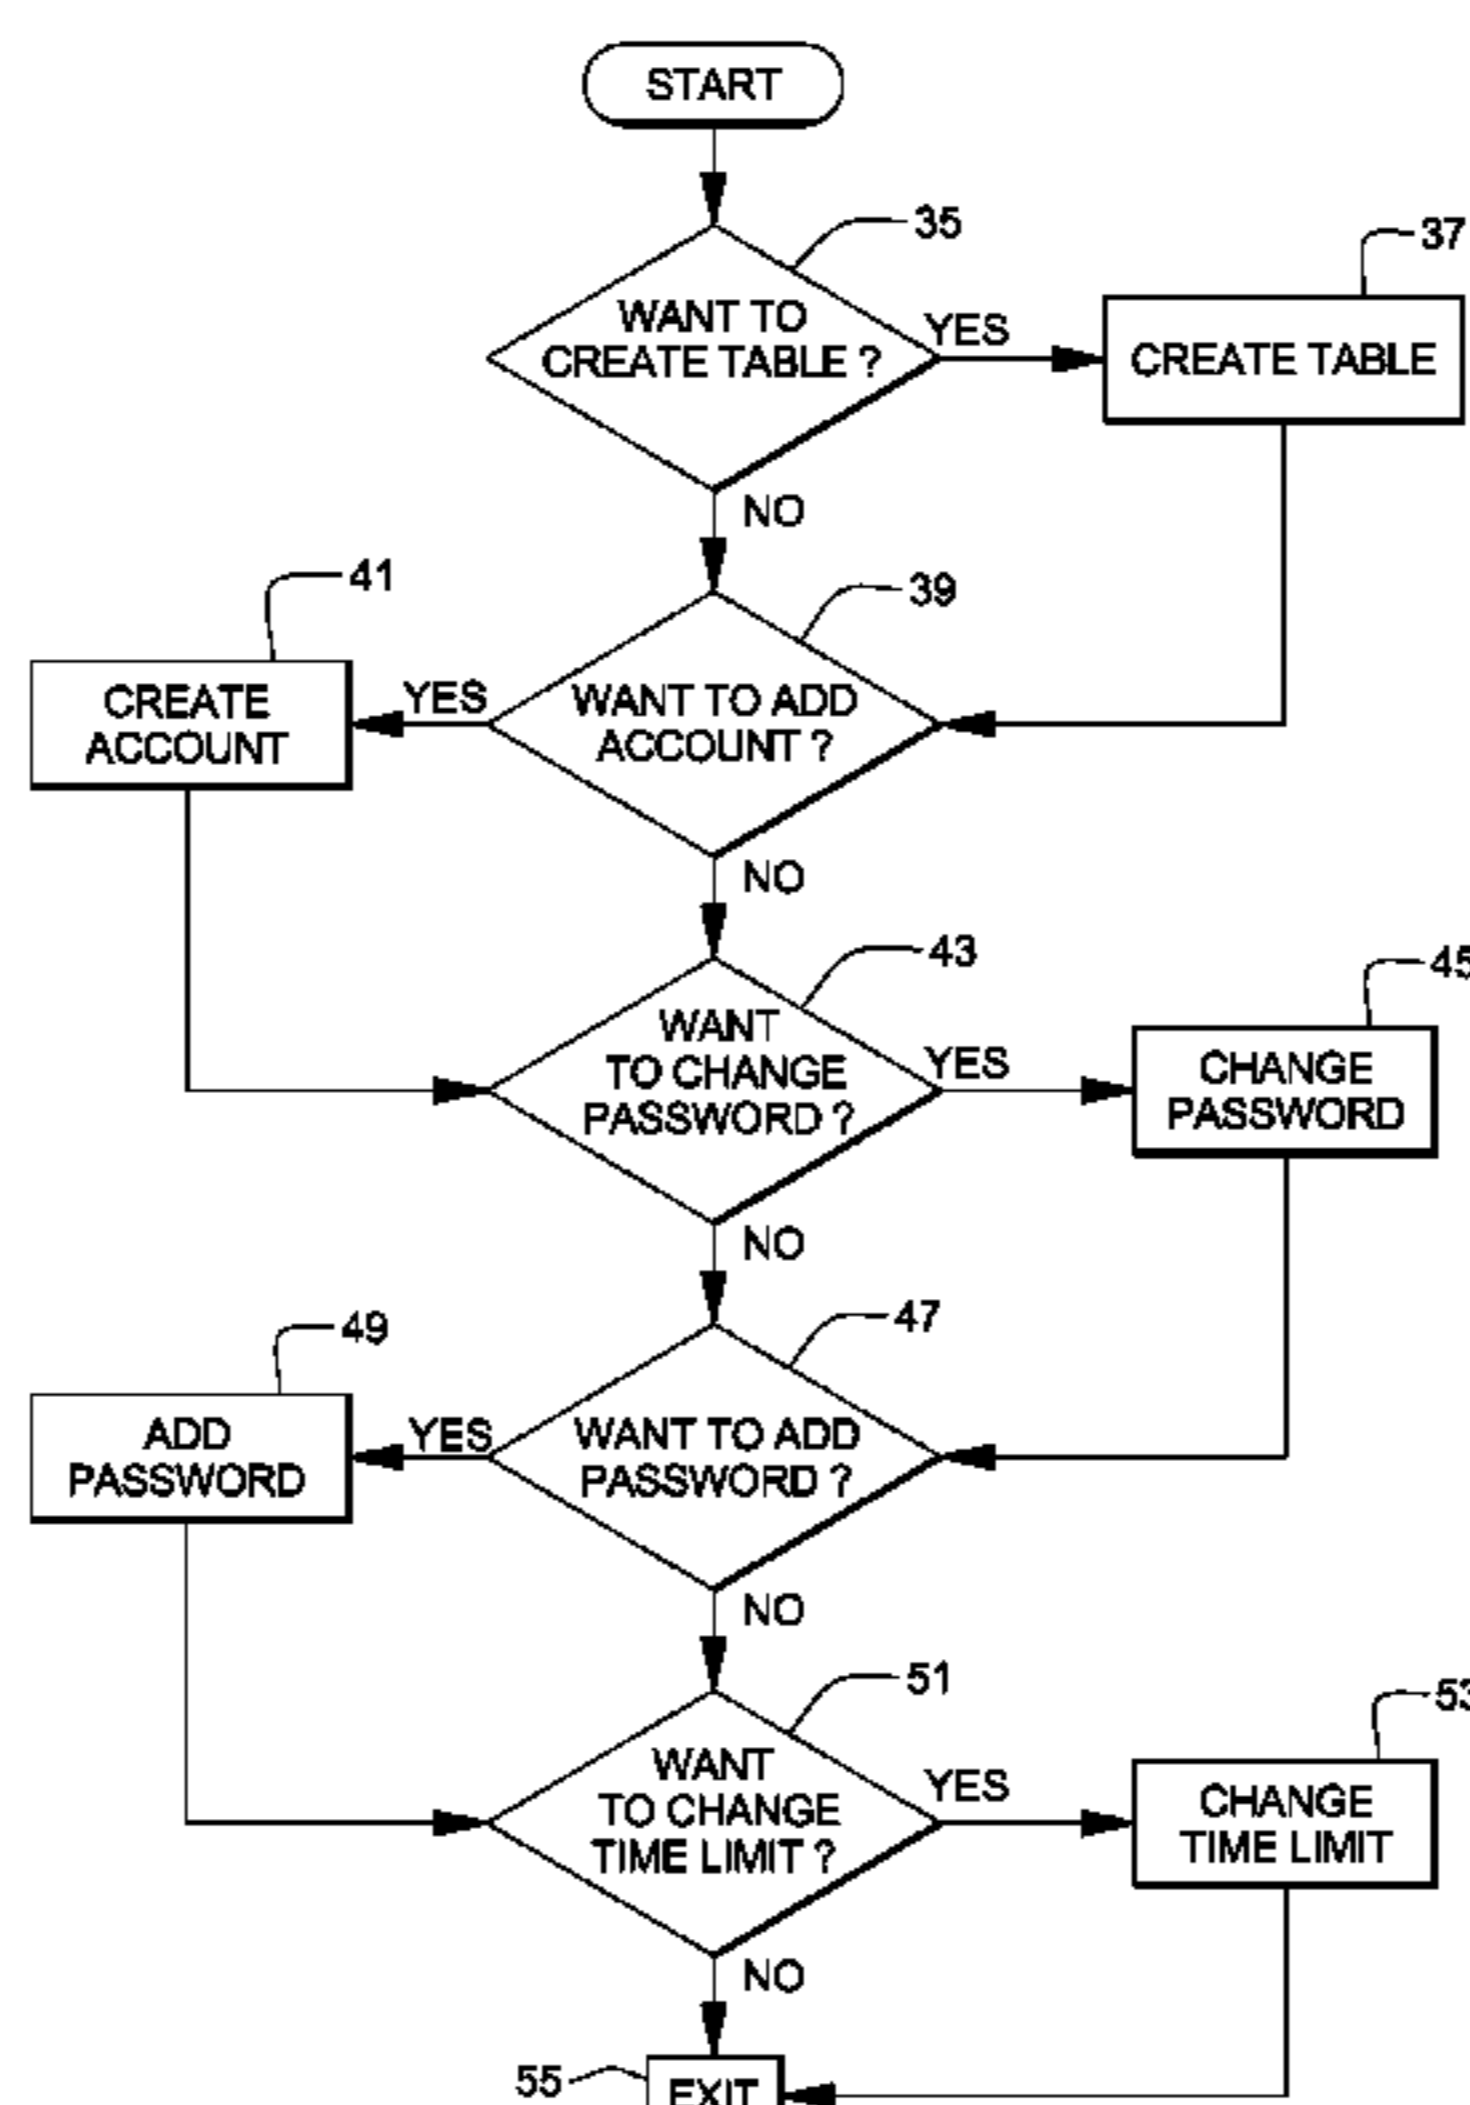 START
35
37
WANT TO
CREATE TABLE ?
YES
CREATE TABLE
NO
41
39
CREATE
ACCOUNT
YES
WANT TO ADD
ACCOUNT ?
NO
43
45
WANT
TO CHANGE
PASSWORD ?
YES
CHANGE
PASSWORD
NO
49
47
ADD
PASSWORD
YES
WANT TO ADD
PASSWORD ?
NO
51
53
WANT
TO CHANGE
TIME LIMIT ?
YES
CHANGE
TIME LIMIT
NO
55
EXIT